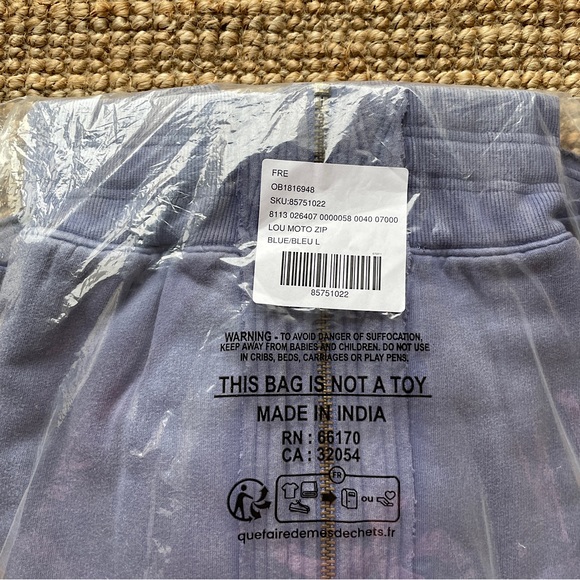 FRE
OB1816948
SKU:85751022
8113 026407 0000058 0040 07000
LOU MOTO ZIP
BLUE/BLEU L
85751022
WARNING - TO AVOID DANGER OF SUFFOCATION,
KEEP AWAY FROM BABIES AND CHILDREN. DO NOT USE
IN CRIBS, BEDS, CARRIAGES OR PLAY PENS.
THIS BAG IS NOT A TOY
MADE IN INDIA
RN : 66170
CA : 32054
FR
ou
quefairedemesdechets.fr